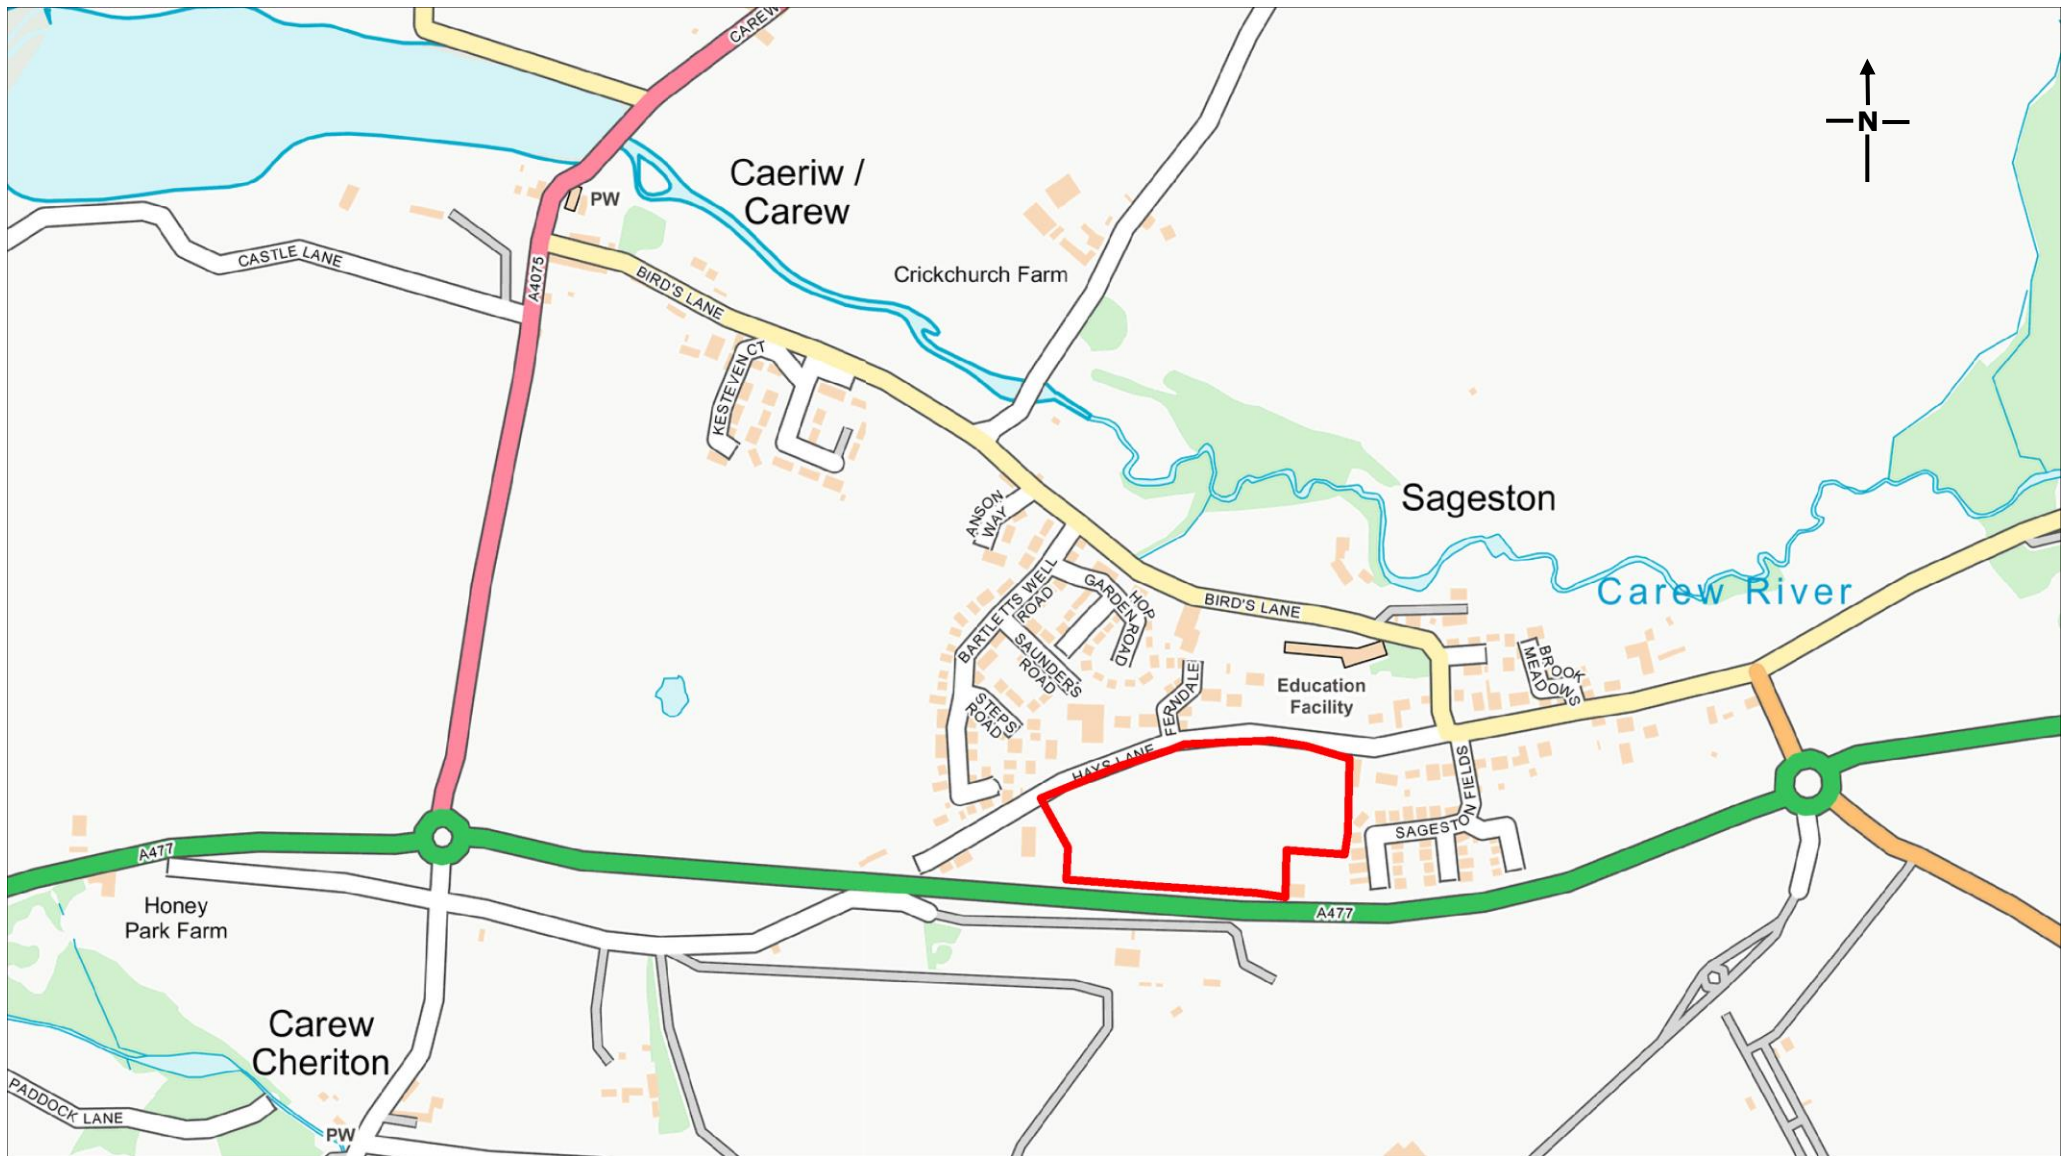 CAREW
N
Caeriw /
Carew
PW
CASTLE LANE
A4075
BIRD'S LANE
Crickchurch Farm
KESTEVEN CT
Sageston
ANSON
WAY
Carew River
BARTLETTS WELL
ROAD
HOP
GARDEN ROAD
BIRD'S LANE
SAUNDERS
ROAD
BROOK
MEADOWS
Education
Facility
FERNDALE
STEPS
ROAD
HAYS LANE
SAGESTON FIELDS
A477
A477
Honey
Park Farm
Carew
Cheriton
PADDOCK LANE
PW